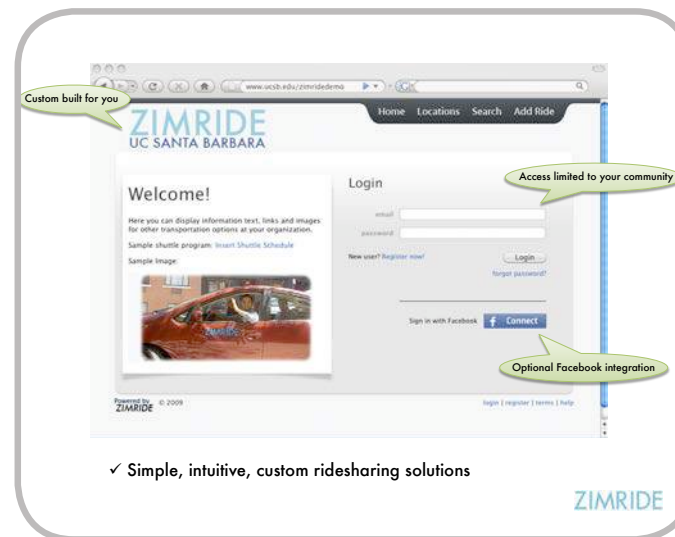 www.ucsb.edu/zimridedemo
Custom built for you
ZIMRIDE
UC SANTA BARBARA
Home Locations Search Add Ride
Access limited to your community
Welcome!
Here you can display information text, links and images
for other transportation options at your organization.
Sample shuttle program: Insert Shuttle Schedule
Sample Image:
ZIMRIDE
Login
email
password
New user? Register now!
Login
forgot password?
Sign in with Facebook
f Connect
Optional Facebook integration
Powered by
ZIMRIDE © 2009
login | register | terms | help
✓ Simple, intuitive, custom ridesharing solutions
ZIMRIDE